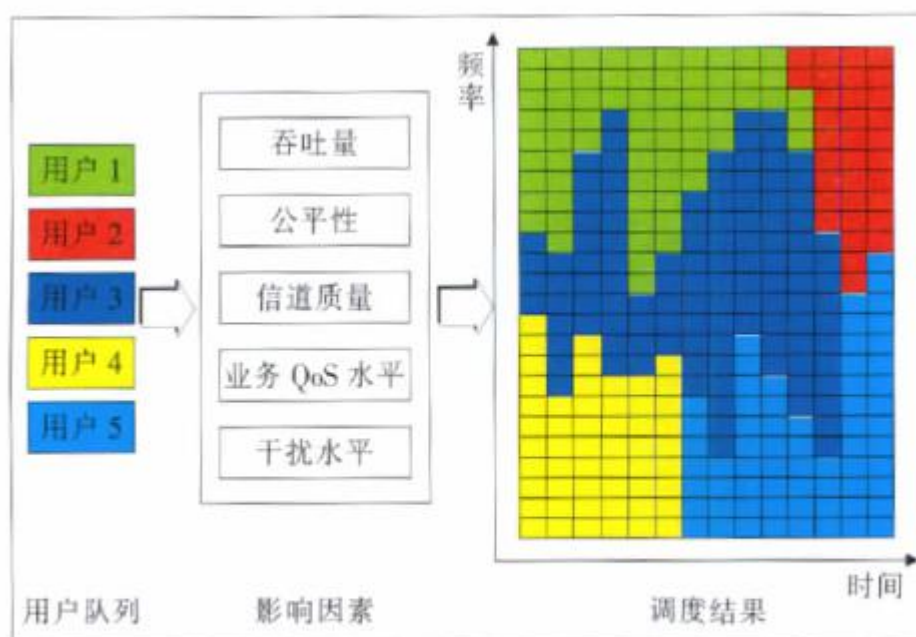 用户 1
用户 2
用户 3
用户 4
用户 5
用户队列
吞吐量
公平性
信道质量
业务 QoS 水平
干扰水平
影响因素
频率
时间
调度结果